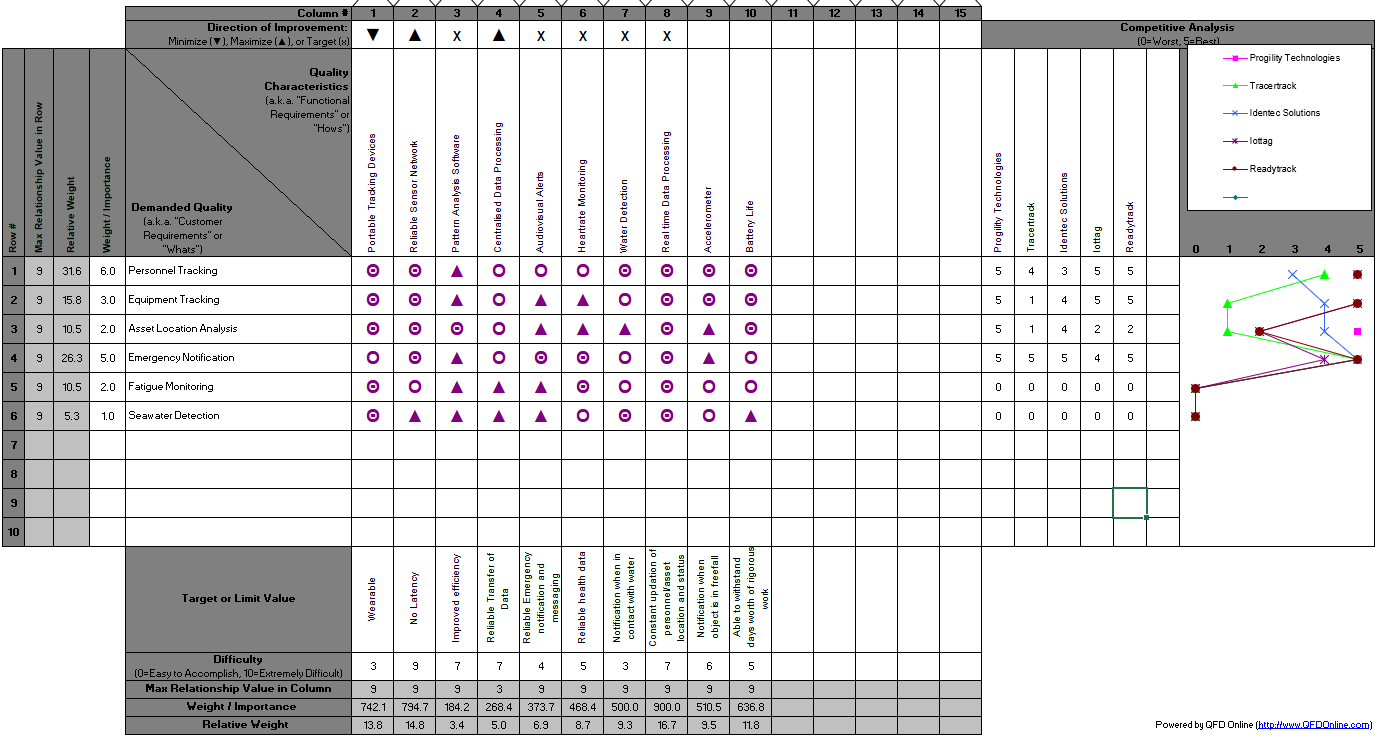 Column # 1 2 3 4 5 6 7 8 9 10 11 12 13 14 15
Direction of Improvement:
Minimize (▼), Maximize (▲), or Target (x) ▼ ▲ x ▲ x x x x
Competitive Analysis
(0=Worst, 5=Best)
Row #
Max Relationship Value in Row
Relative Weight
Weight / Importance
Quality
Characteristics
(a.k.a. "Functional
Requirements" or
"Hows")
Demanded Quality
(a.k.a. "Customer
Requirements" or
"Whats")
Portable Tracking Devices
Reliable Sensor Network
Pattern Analysis Software
Centralised Data Processing
Audiovisual Alerts
Heartrate Monitoring
Water Detection
Real time Data Processing
Accelerometer
Battery Life
Progility Technologies
Tracertrack
Identec Solutions
Iottag
Readytrack
Progility Technologies
Tracertrack
Identec Solutions
Iottag
Readytrack
0 1 2 3 4 5
1 9 31.6 6.0 Personnel Tracking 5 4 3 5 5
2 9 15.8 3.0 Equipment Tracking 5 1 4 5 5
3 9 10.5 2.0 Asset Location Analysis 5 1 4 2 2
4 9 26.3 5.0 Emergency Notification 5 5 5 4 5
5 9 10.5 2.0 Fatigue Monitoring 0 0 0 0 0
6 9 5.3 1.0 Seawater Detection 0 0 0 0 0
7
8
9
10
Target or Limit Value
Wearable
No Latency
Improved efficiency
Reliable Transfer of
Data
Reliable Emergency
notification and
messaging
Reliable health data
Notification when in
contact with water
Constant updation of
personnel/asset
location and status
Notification when
object is in freefall
Able to withstand
days worth of rigorous
work
Difficulty
(0=Easy to Accomplish, 10=Extremely Difficult) 3 9 7 7 4 5 3 7 6 5
Max Relationship Value in Column 9 9 9 3 9 9 9 9 9 9
Weight / Importance 742.1 794.7 184.2 268.4 373.7 468.4 500.0 900.0 510.5 636.8
Relative Weight 13.8 14.8 3.4 5.0 6.9 8.7 9.3 16.7 9.5 11.8
Powered by QFD Online (http://www.QFDOnline.com)